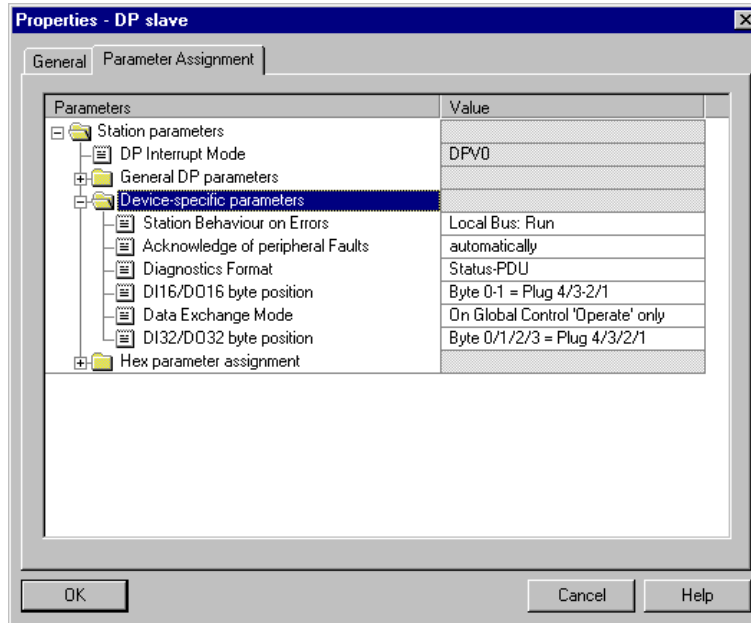 Properties - DP slave
General Parameter Assignment
Parameters Value
Station parameters
DP Interrupt Mode DPV0
General DP parameters
Device-specific parameters
Station Behaviour on Errors Local Bus: Run
Acknowledge of peripheral Faults automatically
Diagnostics Format Status-PDU
DI16/DO16 byte position Byte 0-1 = Plug 4/3-2/1
Data Exchange Mode On Global Control 'Operate' only
DI32/DO32 byte position Byte 0/1/2/3 = Plug 4/3/2/1
Hex parameter assignment
OK Cancel Help